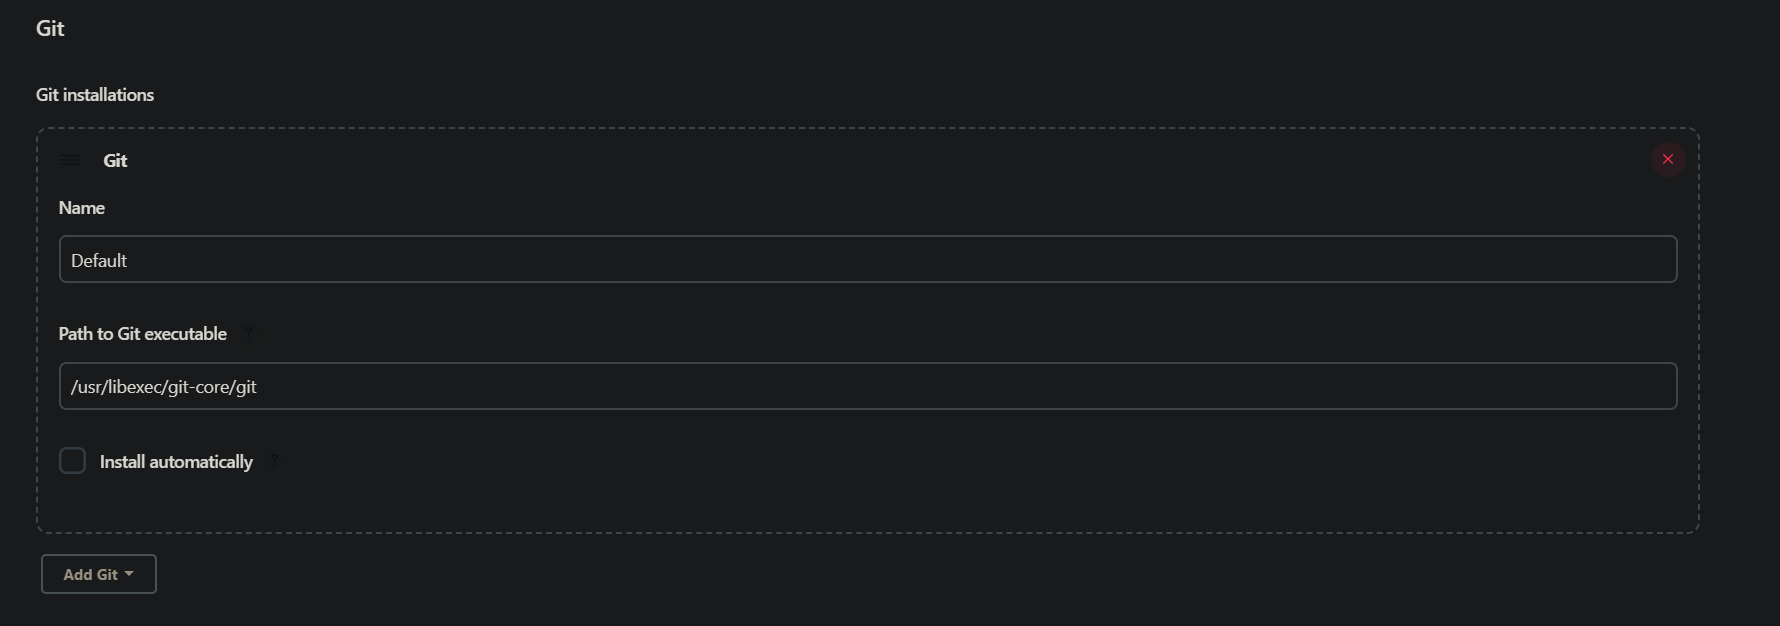 Git
Git installations
Git
Name
Default
Path to Git executable ?
/usr/libexec/git-core/git
Install automatically ?
Add Git